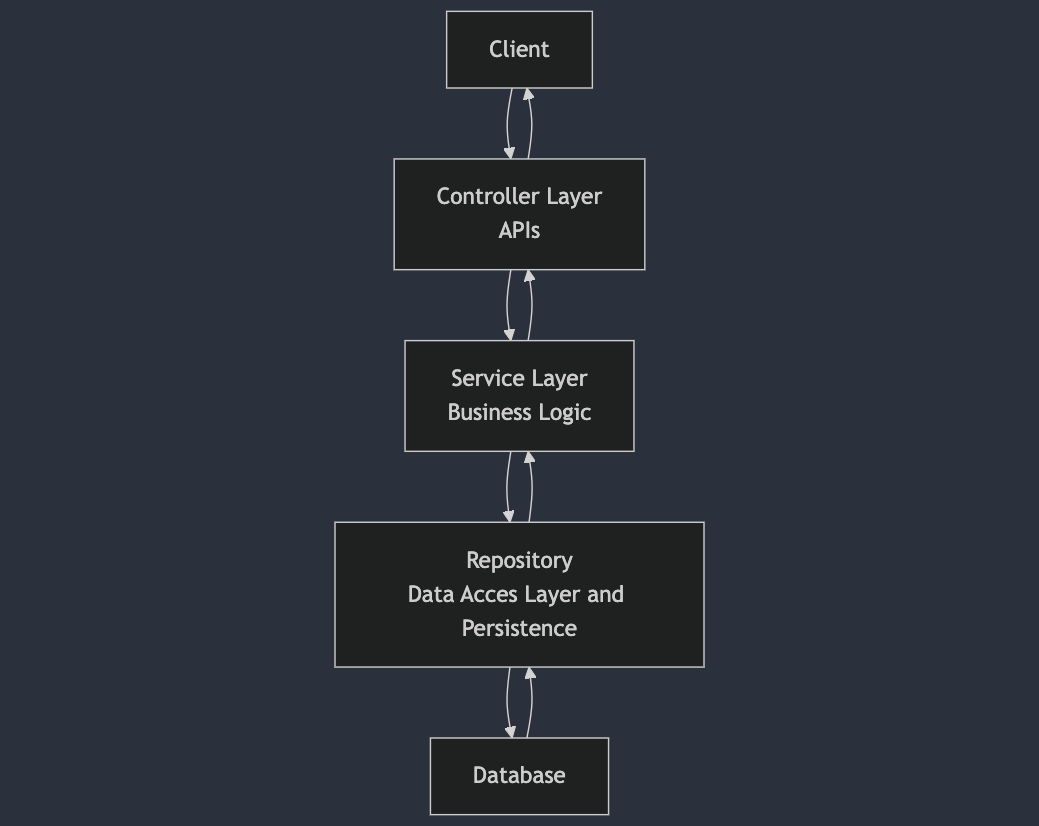 Client
Controller Layer
APIs
Service Layer
Business Logic
Repository
Data Acces Layer and
Persistence
Database